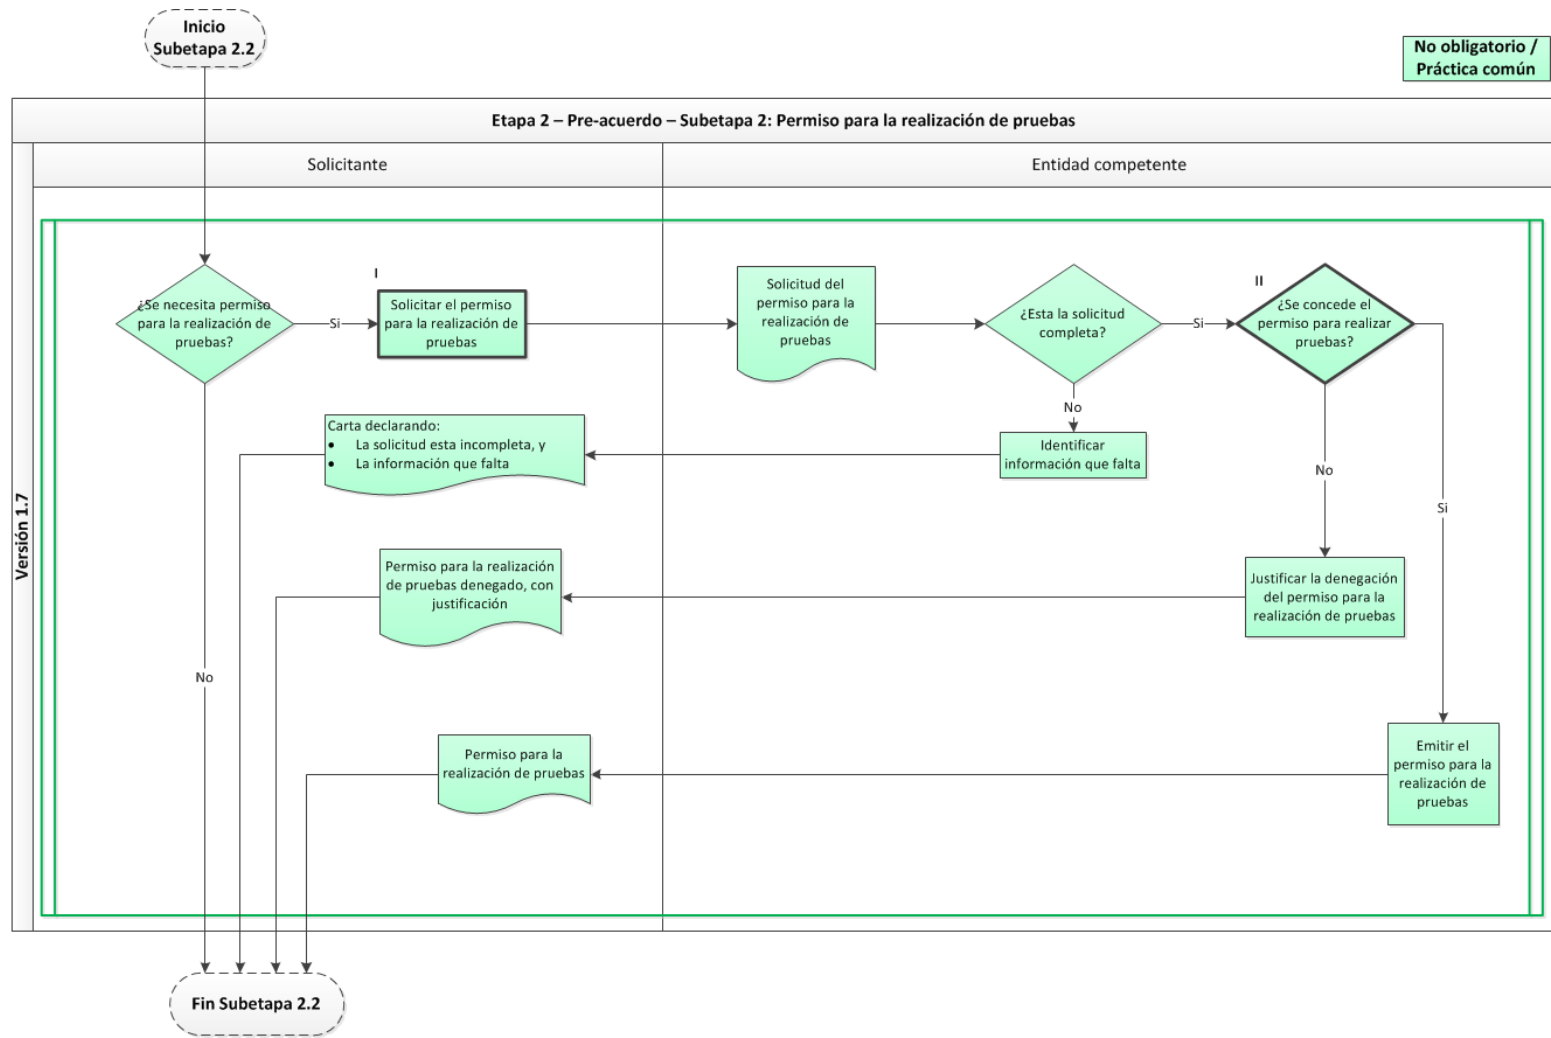 Inicio
Subetapa 2.2
No obligatorio /
Práctica común
Etapa 2 – Pre-acuerdo – Subetapa 2: Permiso para la realización de pruebas
Versión 1.7
Solicitante
Entidad competente
¿Se necesita permiso
para la realización de
pruebas?
Si
I
Solicitar el permiso
para la realización de
pruebas
Solicitud del
permiso para la
realización de
pruebas
¿Esta la solicitud
completa?
Si
II
¿Se concede el
permiso para realizar
pruebas?
No
Carta declarando:
• La solicitud esta incompleta, y
• La información que falta
Identificar
información que falta
No
Si
Permiso para la realización
de pruebas denegado, con
justificación
Justificar la denegación
del permiso para la
realización de pruebas
No
Permiso para la
realización de pruebas
Emitir el
permiso para la
realización de
pruebas
Fin Subetapa 2.2